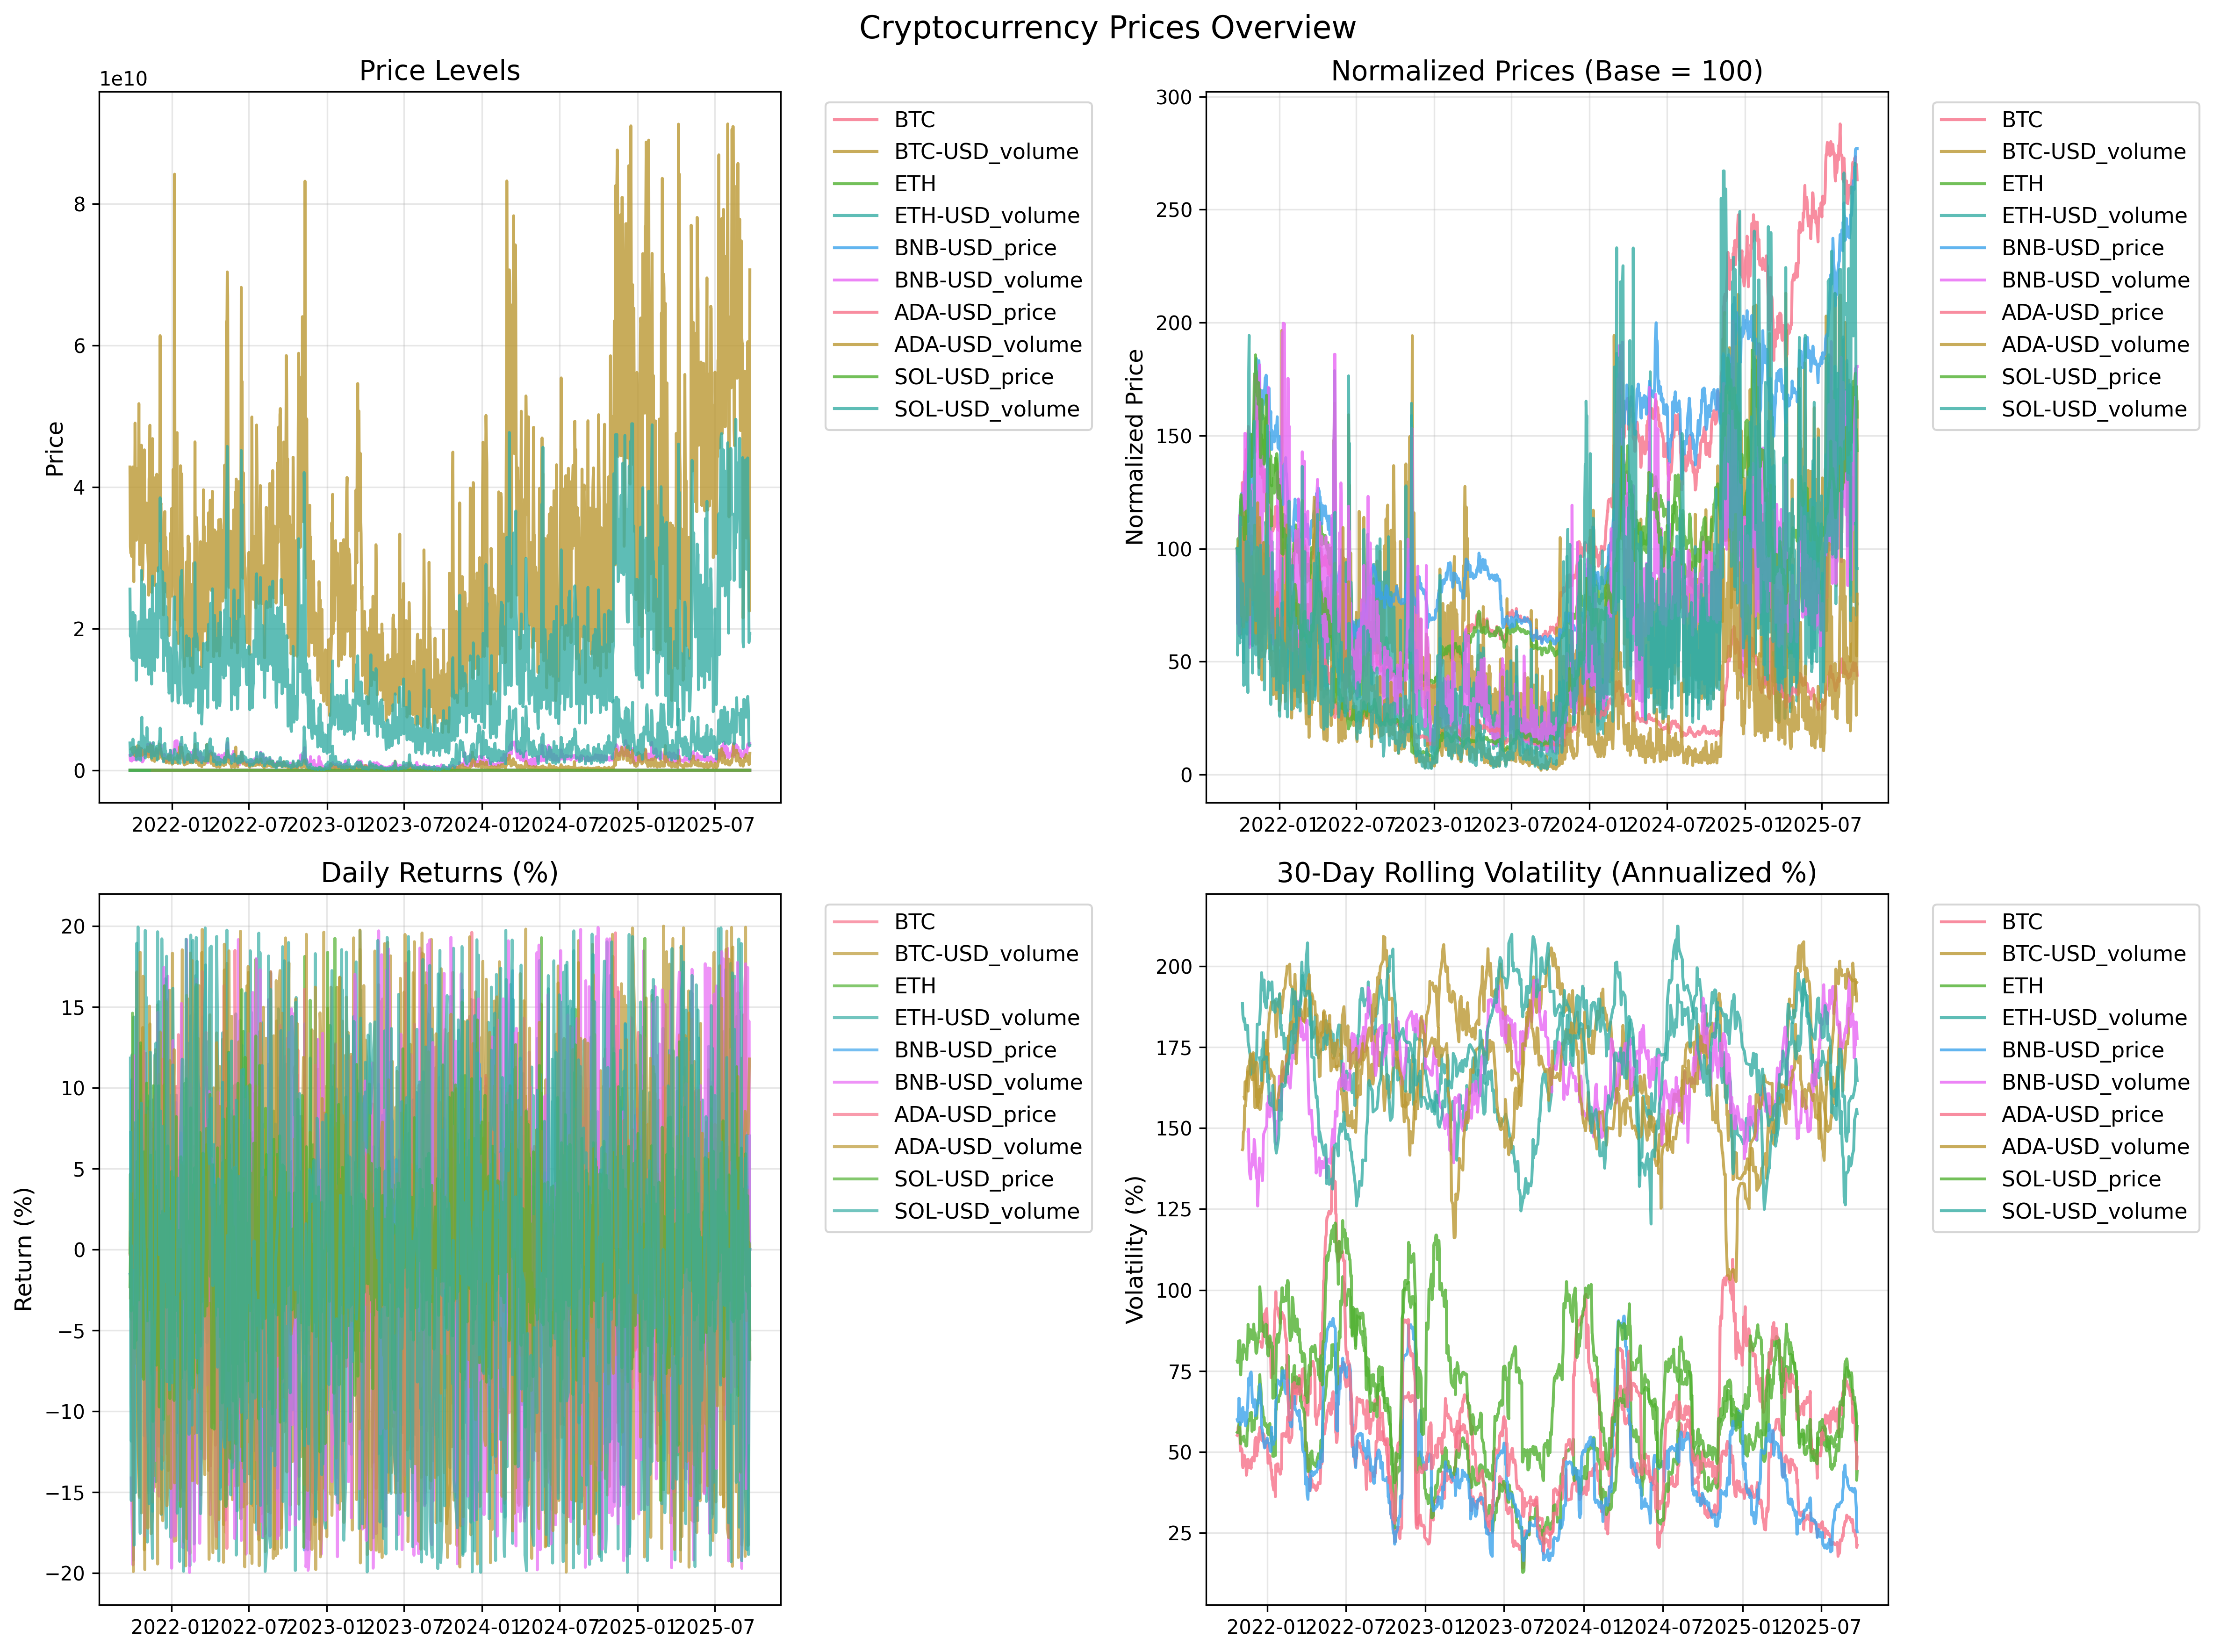 Cryptocurrency Prices Overview
Price Levels
1e10
8
6
4
2
0
Price
2022-01 2022-07 2023-01 2023-07 2024-01 2024-07 2025-01 2025-07
BTC
BTC-USD_volume
ETH
ETH-USD_volume
BNB-USD_price
BNB-USD_volume
ADA-USD_price
ADA-USD_volume
SOL-USD_price
SOL-USD_volume
Normalized Prices (Base = 100)
300
250
200
150
100
50
0
Normalized Price
2022-01 2022-07 2023-01 2023-07 2024-01 2024-07 2025-01 2025-07
BTC
BTC-USD_volume
ETH
ETH-USD_volume
BNB-USD_price
BNB-USD_volume
ADA-USD_price
ADA-USD_volume
SOL-USD_price
SOL-USD_volume
Daily Returns (%)
20
15
10
5
0
−5
−10
−15
−20
Return (%)
2022-01 2022-07 2023-01 2023-07 2024-01 2024-07 2025-01 2025-07
BTC
BTC-USD_volume
ETH
ETH-USD_volume
BNB-USD_price
BNB-USD_volume
ADA-USD_price
ADA-USD_volume
SOL-USD_price
SOL-USD_volume
30-Day Rolling Volatility (Annualized %)
200
175
150
125
100
75
50
25
Volatility (%)
2022-01 2022-07 2023-01 2023-07 2024-01 2024-07 2025-01 2025-07
BTC
BTC-USD_volume
ETH
ETH-USD_volume
BNB-USD_price
BNB-USD_volume
ADA-USD_price
ADA-USD_volume
SOL-USD_price
SOL-USD_volume